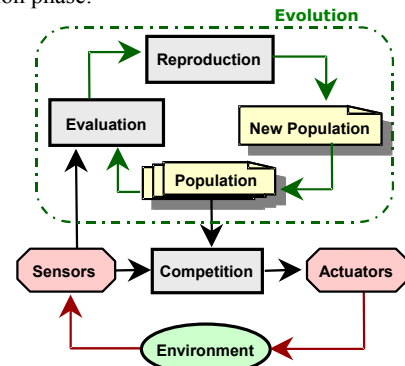 on phase.
Evolution
Reproduction
Evaluation
New Population
Population
Sensors
Competition
Actuators
Environment